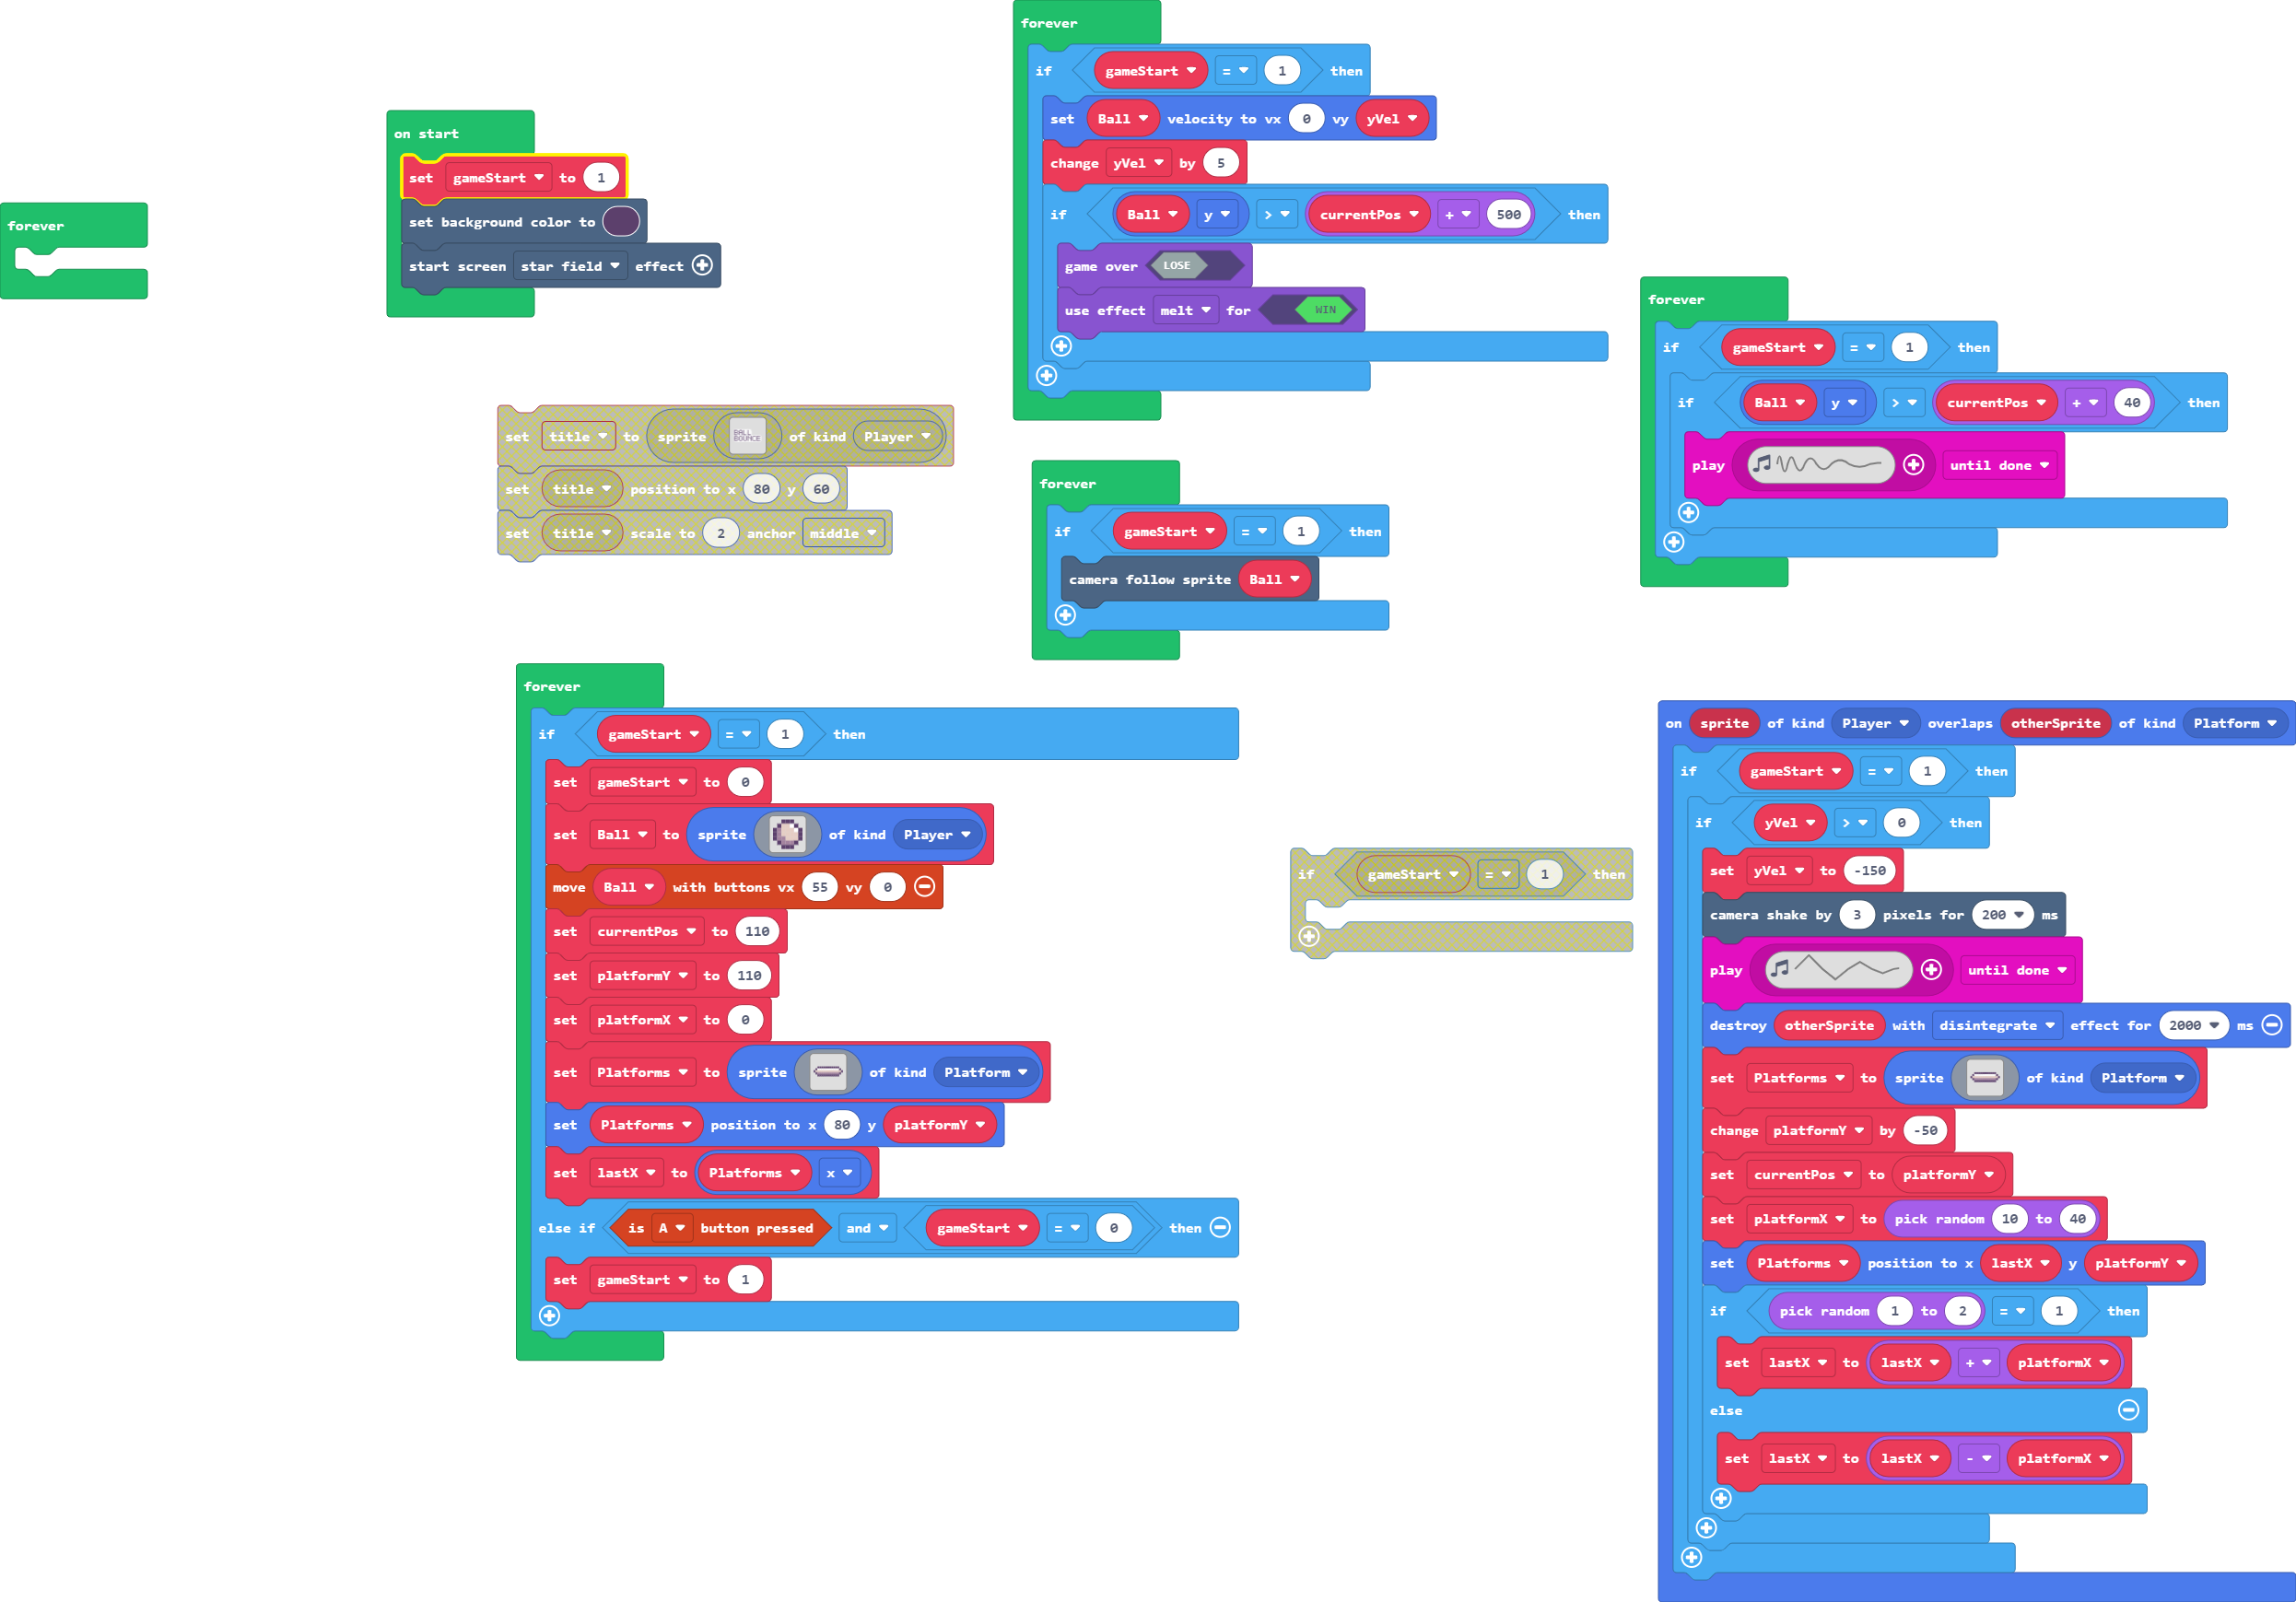 forever
on start
set gameStart to 1
set background color to
start screen star field effect
set title to sprite BALL BOUNCE of kind Player
set title position to x 80 y 60
set title scale to 2 anchor middle
forever
if gameStart = 1 then
set Ball velocity to vx 0 vy yVel
change yVel by 5
if Ball y > currentPos + 500 then
game over LOSE
use effect melt for WIN
forever
if gameStart = 1 then
camera follow sprite Ball
forever
if gameStart = 1 then
if Ball y > currentPos + 40 then
play until done
forever
if gameStart = 1 then
set gameStart to 0
set Ball to sprite of kind Player
move Ball with buttons vx 55 vy 0
set currentPos to 110
set platformY to 110
set platformX to 0
set Platforms to sprite of kind Platform
set Platforms position to x 80 y platformY
set lastX to Platforms x
else if is A button pressed and gameStart = 0 then
set gameStart to 1
if gameStart = 1 then
on sprite of kind Player overlaps otherSprite of kind Platform
if gameStart = 1 then
if yVel > 0 then
set yVel to -150
camera shake by 3 pixels for 200 ms
play until done
destroy otherSprite with disintegrate effect for 2000 ms
set Platforms to sprite of kind Platform
change platformY by -50
set currentPos to platformY
set platformX to pick random 10 to 40
set Platforms position to x lastX y platformY
if pick random 1 to 2 = 1 then
set lastX to lastX + platformX
else
set lastX to lastX - platformX